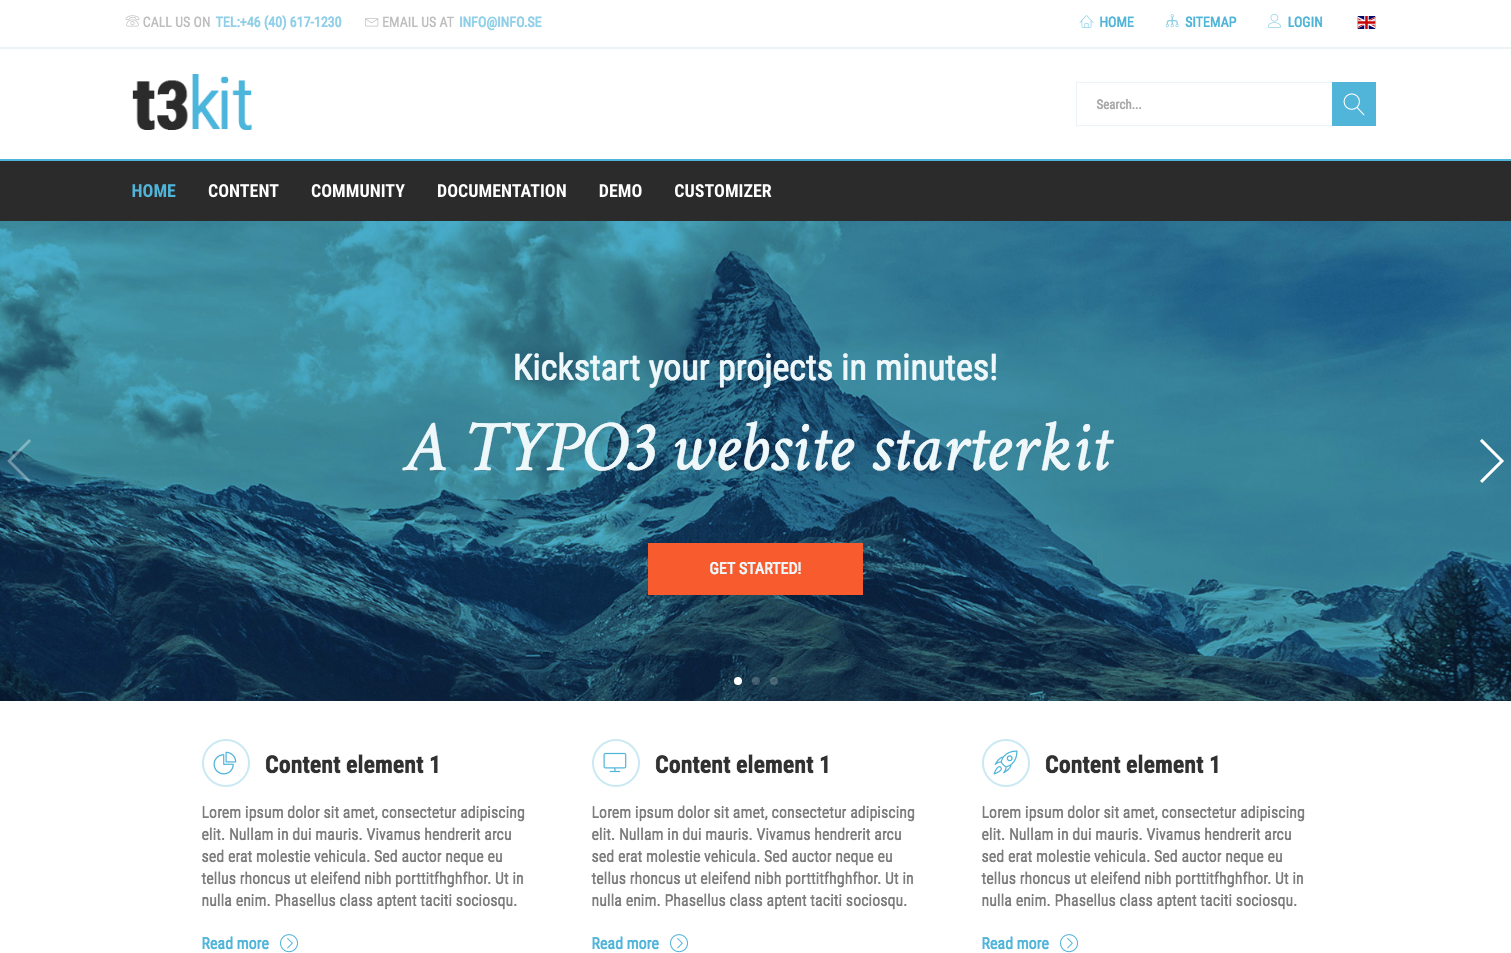 CALL US ON TEL:+46 (40) 617-1230 EMAIL US AT INFO@INFO.SE HOME SITEMAP LOGIN
t3kit
Search...
HOME CONTENT COMMUNITY DOCUMENTATION DEMO CUSTOMIZER
Kickstart your projects in minutes!
A TYPO3 website starterkit
GET STARTED!
Content element 1
Lorem ipsum dolor sit amet, consectetur adipiscing
elit. Nullam in dui mauris. Vivamus hendrerit arcu
sed erat molestie vehicula. Sed auctor neque eu
tellus rhoncus ut eleifend nibh porttitfhghfhor. Ut in
nulla enim. Phasellus class aptent taciti sociosqu.
Read more
Content element 1
Lorem ipsum dolor sit amet, consectetur adipiscing
elit. Nullam in dui mauris. Vivamus hendrerit arcu
sed erat molestie vehicula. Sed auctor neque eu
tellus rhoncus ut eleifend nibh porttitfhghfhor. Ut in
nulla enim. Phasellus class aptent taciti sociosqu.
Read more
Content element 1
Lorem ipsum dolor sit amet, consectetur adipiscing
elit. Nullam in dui mauris. Vivamus hendrerit arcu
sed erat molestie vehicula. Sed auctor neque eu
tellus rhoncus ut eleifend nibh porttitfhghfhor. Ut in
nulla enim. Phasellus class aptent taciti sociosqu.
Read more